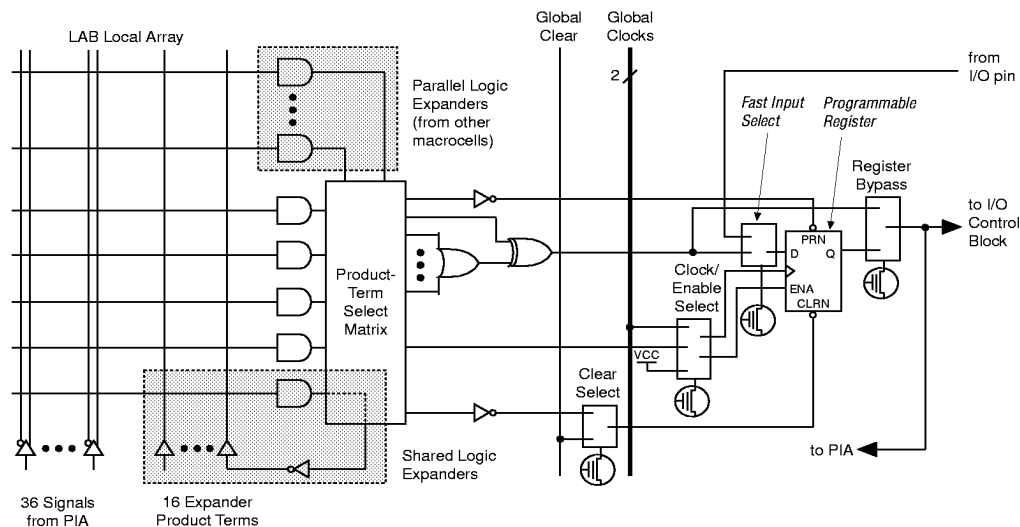 LAB Local Array
Global
Clear
Global
Clocks
2
from
I/O pin
Parallel Logic
Expanders
(from other
macrocells)
Fast Input
Select
Programmable
Register
Register
Bypass
to I/O
Control
Block
PRN
D
Q
ENA
CLRN
Clock/
Enable
Select
Product-
Term
Select
Matrix
VCC
Clear
Select
to PIA
Shared Logic
Expanders
36 Signals
from PIA
16 Expander
Product Terms